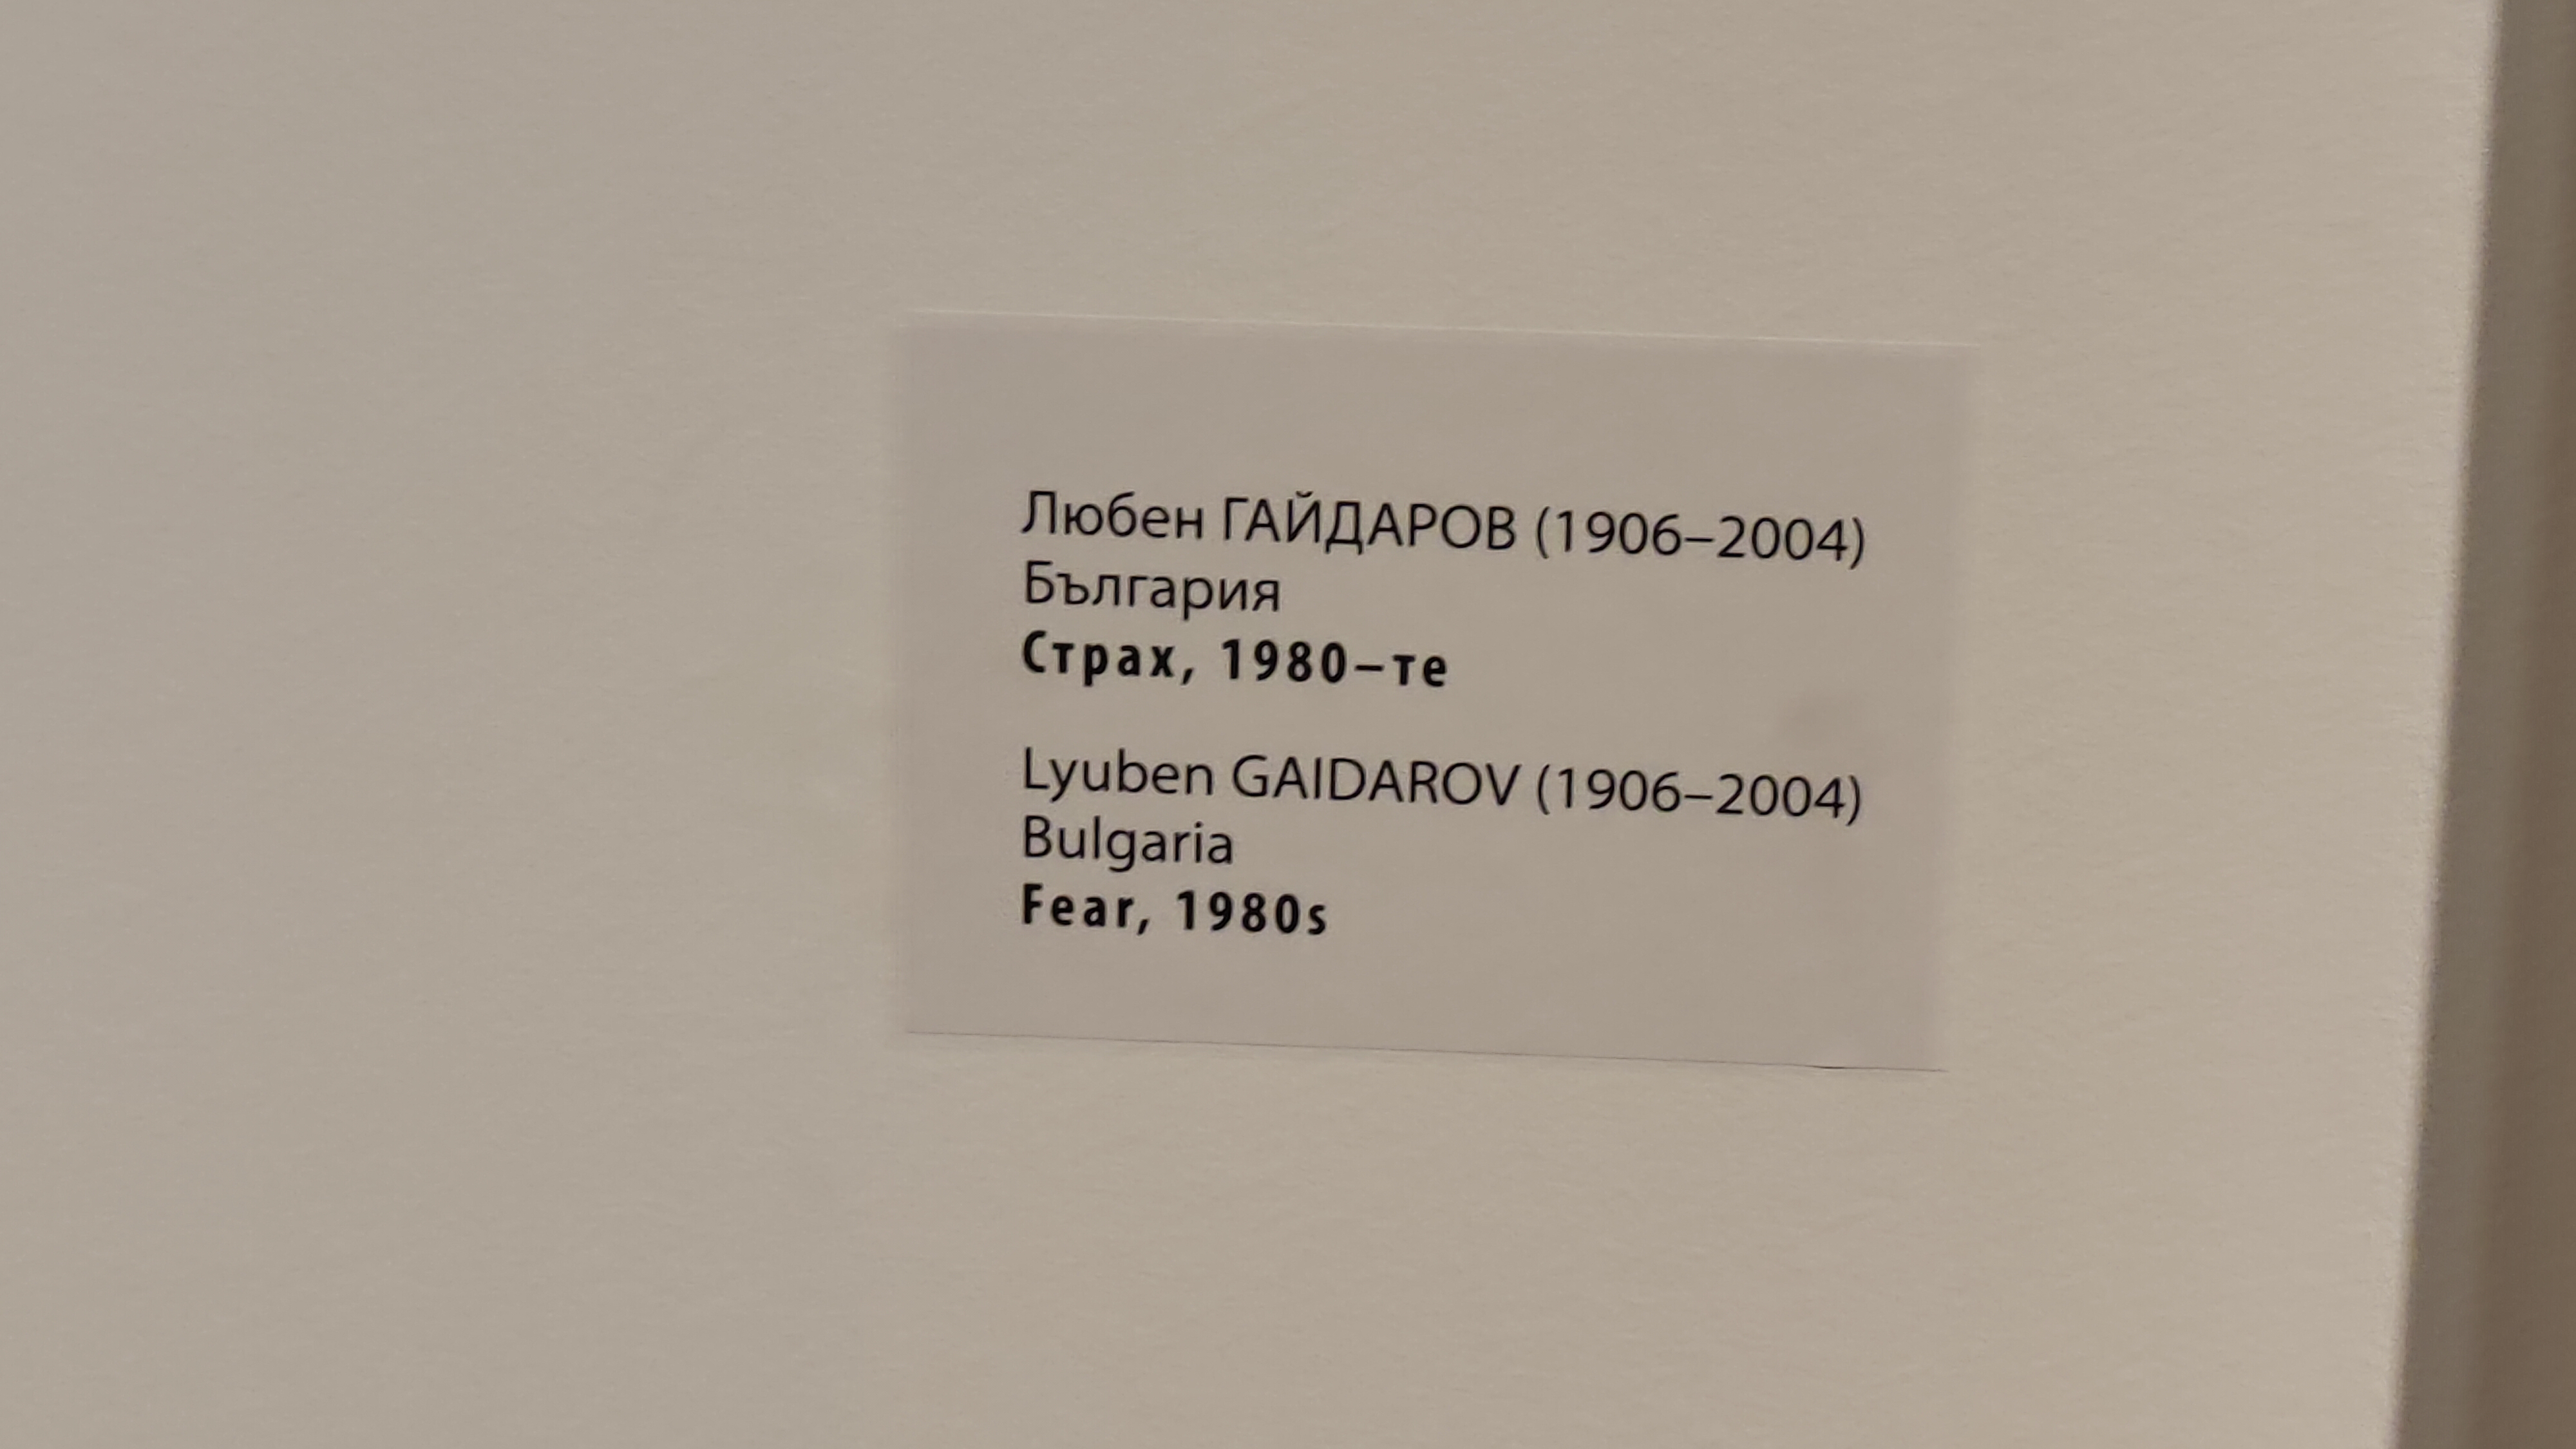 Любен ГАЙДАРОВ (1906–2004)
България
Страх, 1980–те
Lyuben GAIDAROV (1906–2004)
Bulgaria
Fear, 1980s